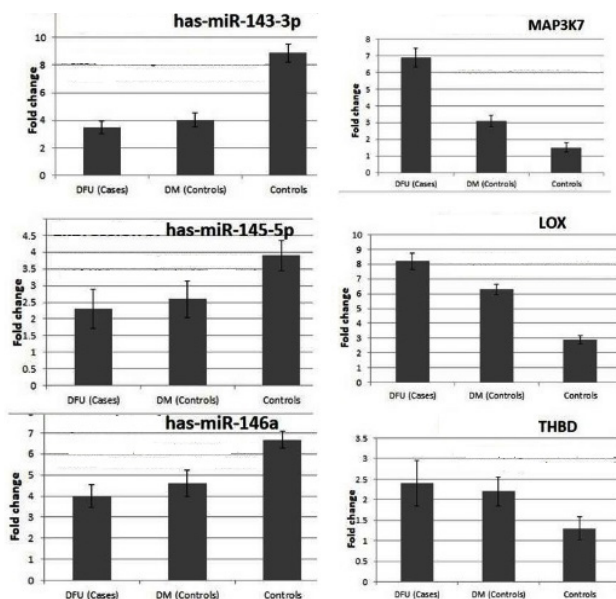 has-miR-143-3p
Fold change
10
8
6
4
2
0
DFU (Cases) DM (Controls) Controls
MAP3K7
Fold change
8
7
6
5
4
3
2
1
0
DFU (Cases) DM (Controls) Controls
has-miR-145-5p
Fold change
4.5
4
3.5
3
2.5
2
1.5
1
0.5
0
DFU (Cases) DM (Controls) Controls
LOX
Fold change
10
9
8
7
6
5
4
3
2
1
0
DFU (Cases) DM (Controls) Controls
has-miR-146a
Fold change
7
6
5
4
3
2
1
0
DFU (Cases) DM (Controls) Controls
THBD
Fold change
3.5
3
2.5
2
1.5
1
0.5
0
DFU (Cases) DM (Controls) Controls